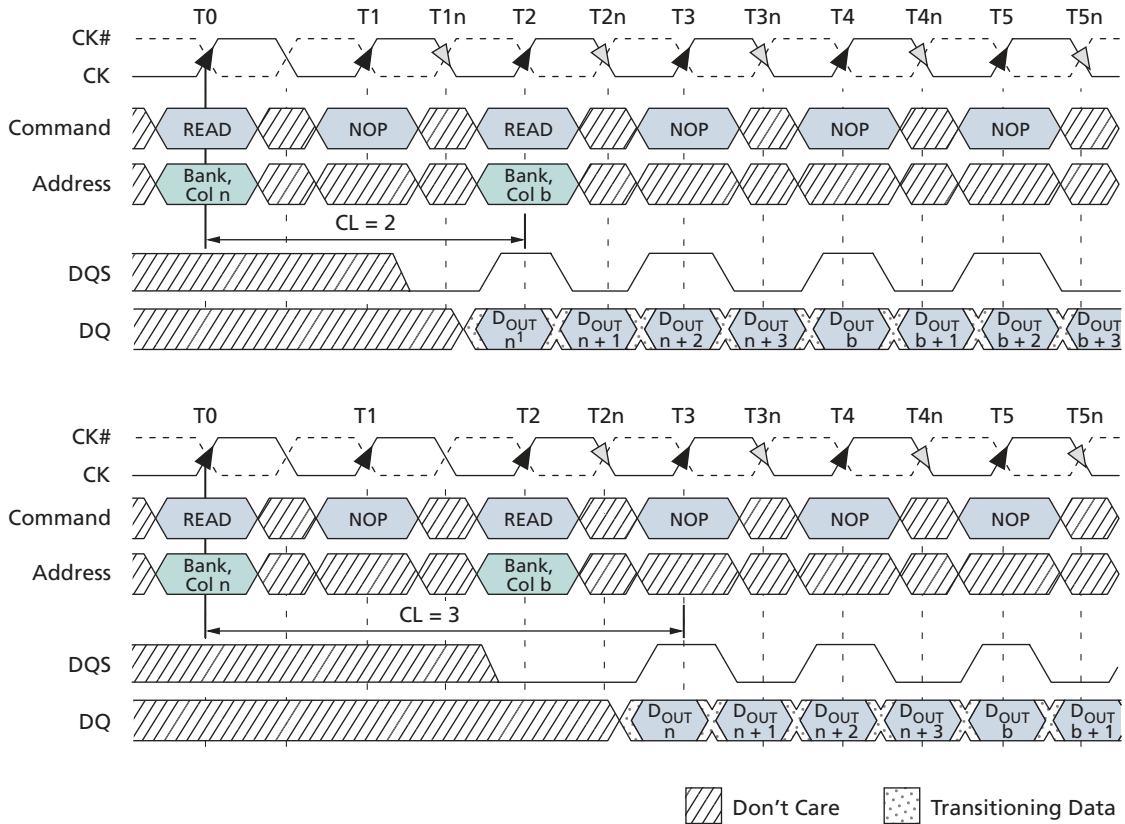 T0 T1 T1n T2 T2n T3 T3n T4 T4n T5 T5n
CK#
CK
Command READ NOP READ NOP NOP NOP
Address Bank, Col n Bank, Col b
CL = 2
DQS
DQ DOUT n¹ DOUT n + 1 DOUT n + 2 DOUT n + 3 DOUT b DOUT b + 1 DOUT b + 2 DOUT b + 3
T0 T1 T2 T2n T3 T3n T4 T4n T5 T5n
CK#
CK
Command READ NOP READ NOP NOP NOP
Address Bank, Col n Bank, Col b
CL = 3
DQS
DQ DOUT n DOUT n + 1 DOUT n + 2 DOUT n + 3 DOUT b DOUT b + 1
Don't Care Transitioning Data